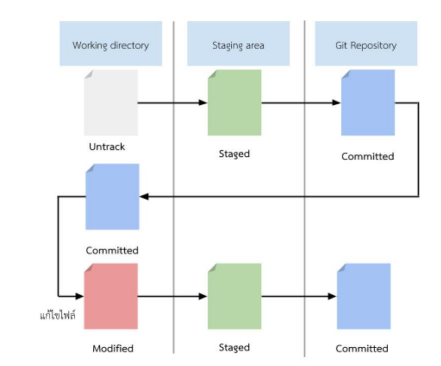 Working directory
Staging area
Git Repository
Untrack
Staged
Committed
Committed
แก้ไขไฟล์
Modified
Staged
Committed